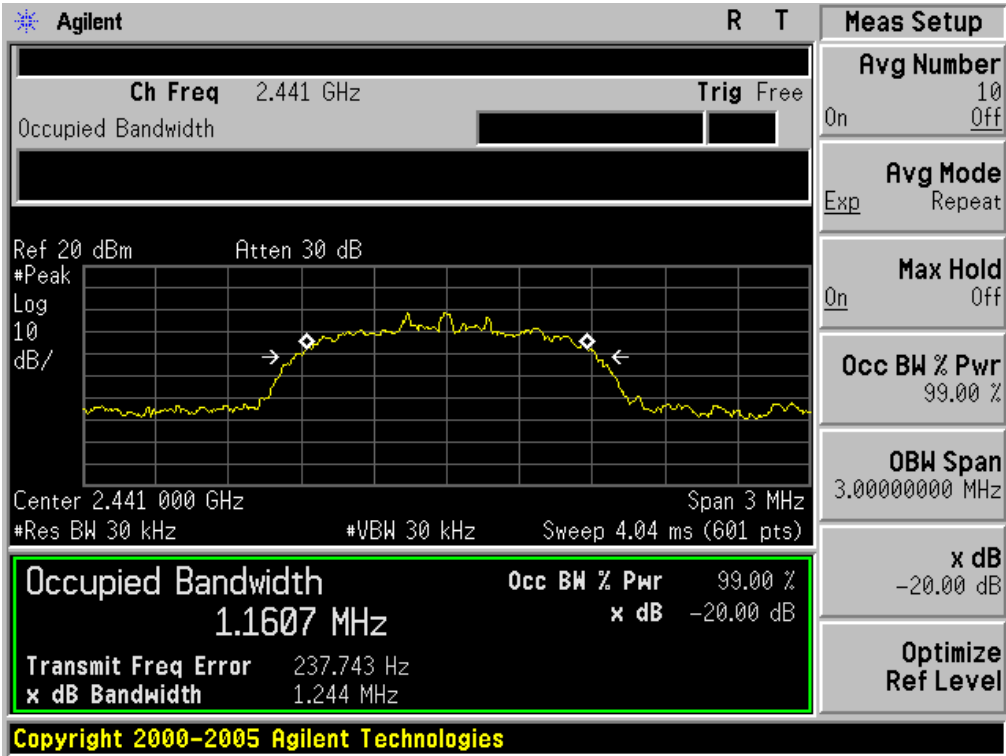 Agilent R T
Ch Freq 2.441 GHz Trig Free
Occupied Bandwidth
Ref 20 dBm Atten 30 dB
#Peak
Log
10
dB/
Center 2.441 000 GHz Span 3 MHz
#Res BW 30 kHz #VBW 30 kHz Sweep 4.04 ms (601 pts)
Occupied Bandwidth
1.1607 MHz
Occ BW % Pwr 99.00 %
x dB -20.00 dB
Transmit Freq Error 237.743 Hz
x dB Bandwidth 1.244 MHz
Copyright 2000-2005 Agilent Technologies
Meas Setup
Avg Number
10
On Off
Avg Mode
Exp Repeat
Max Hold
On Off
Occ BW % Pwr
99.00 %
OBW Span
3.00000000 MHz
x dB
-20.00 dB
Optimize
Ref Level